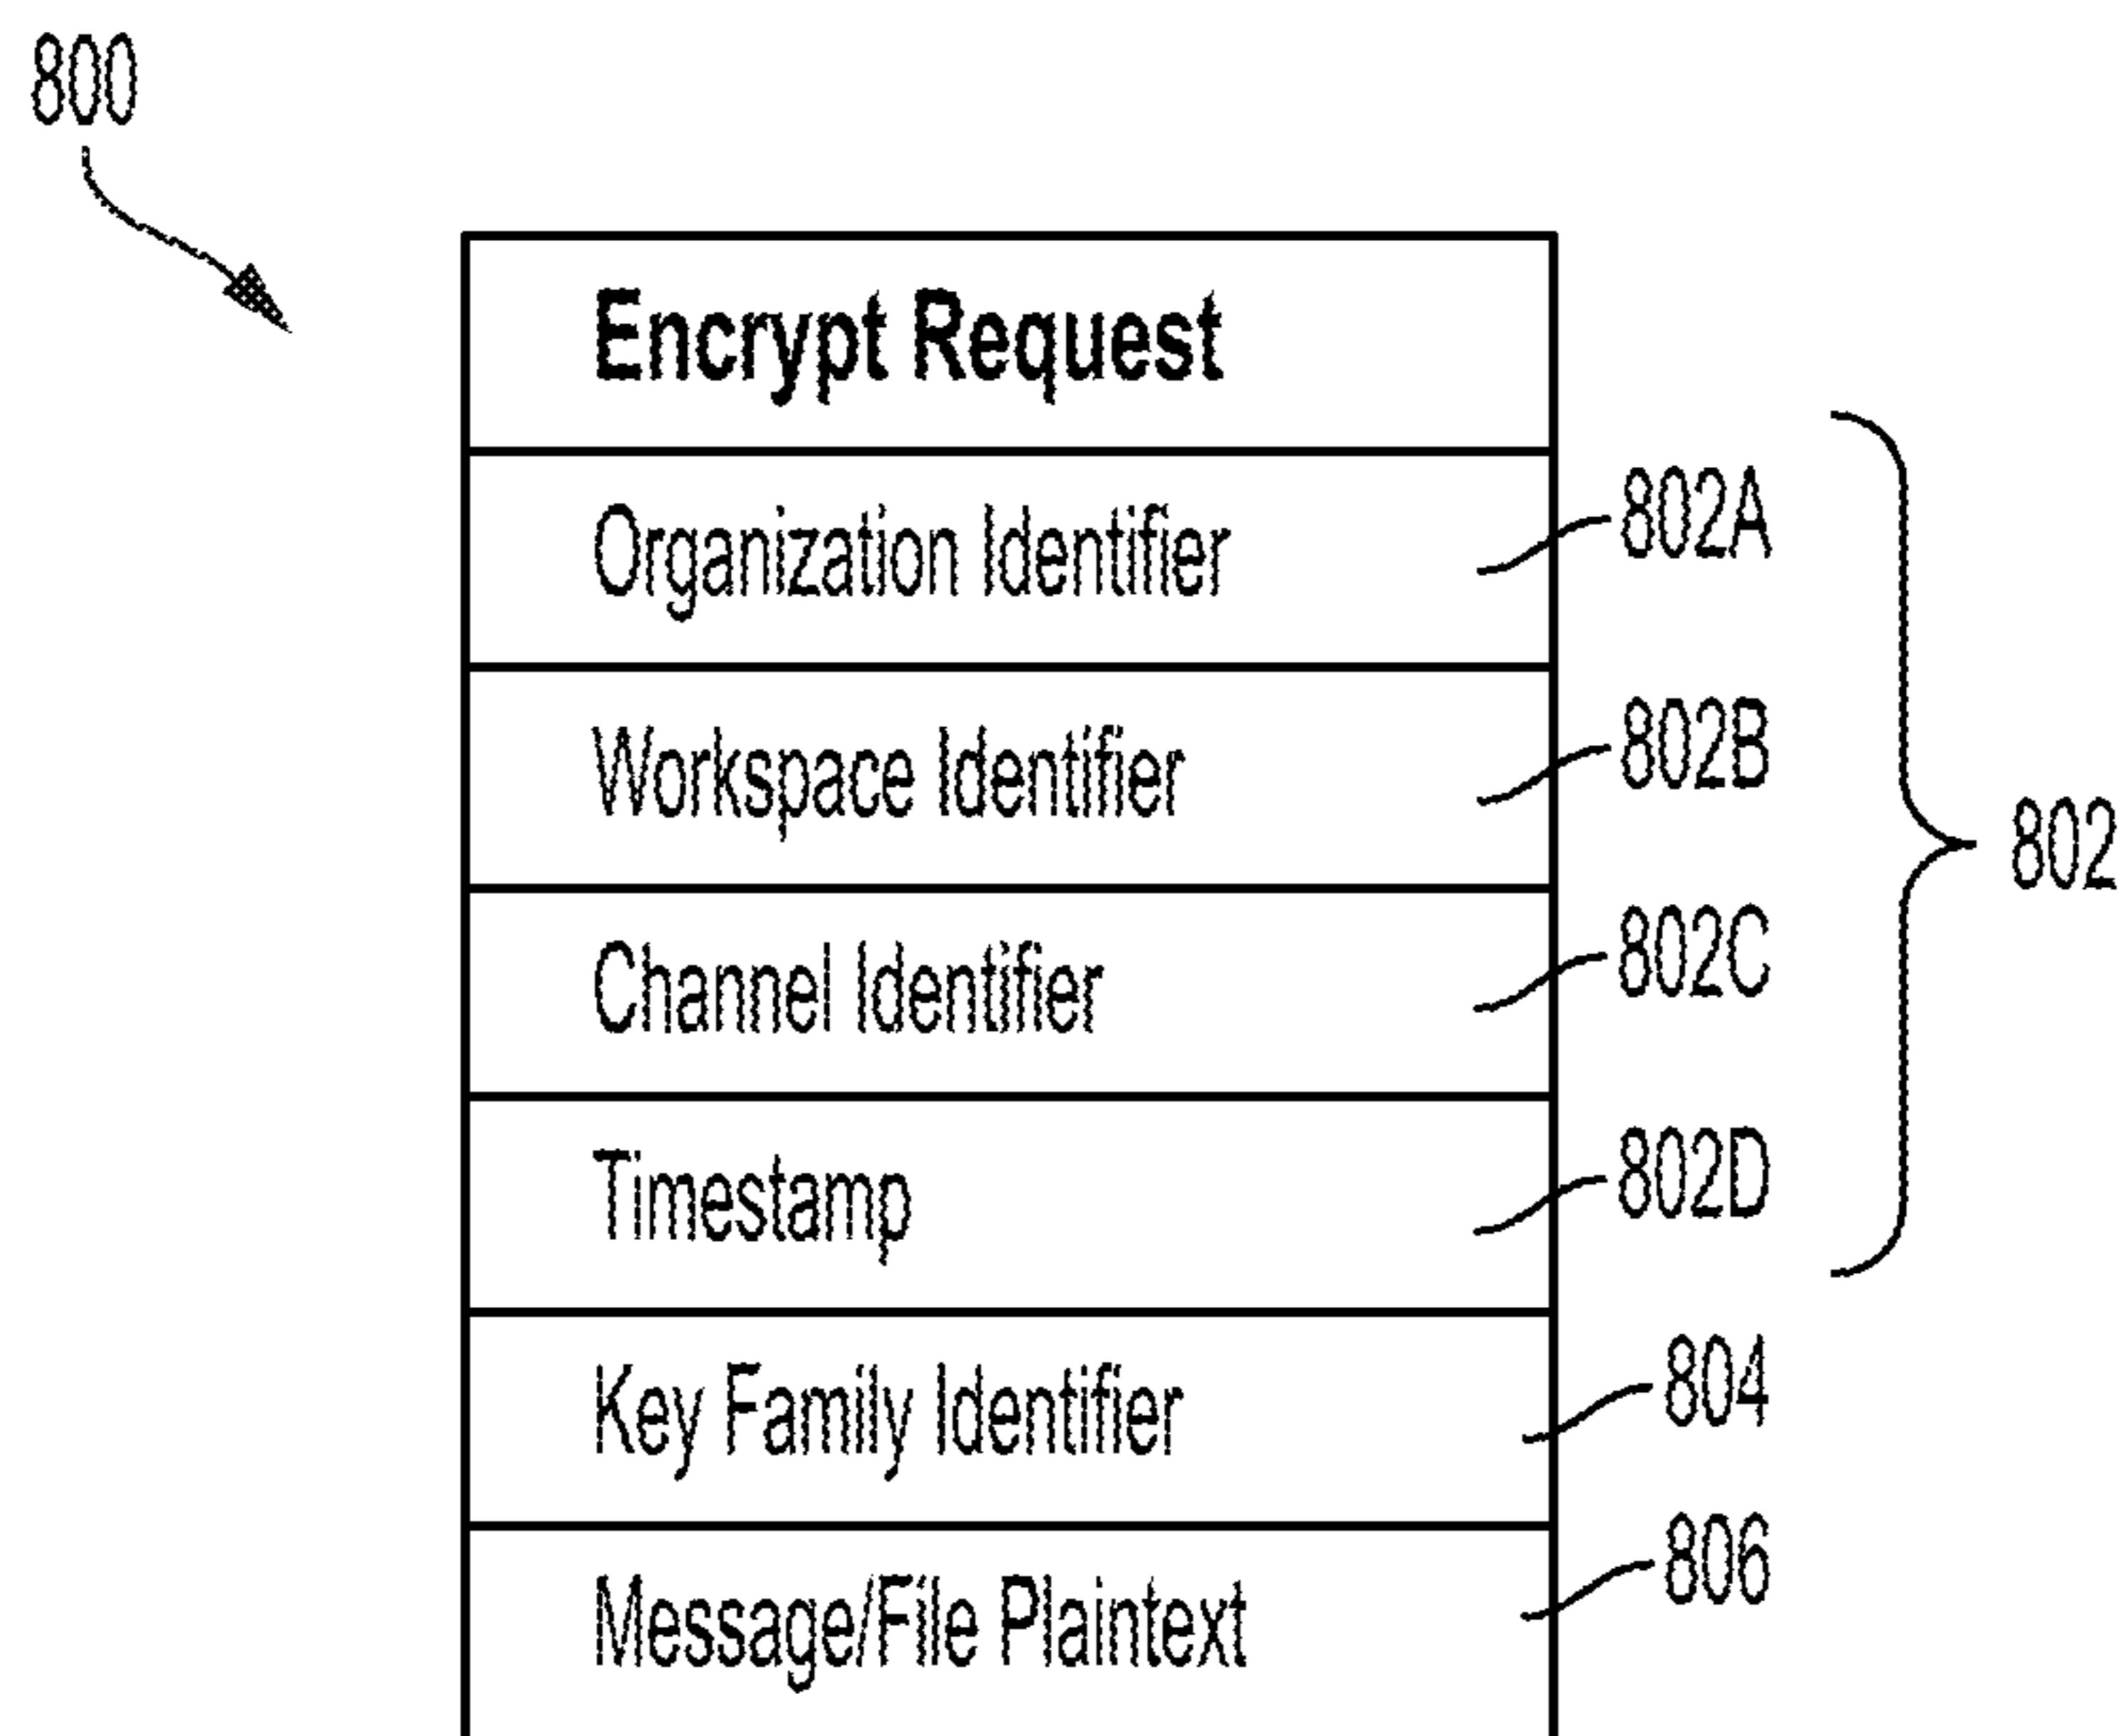 800
Encrypt Request
Organization Identifier 802A
Workspace Identifier 802B
802
Channel Identifier 802C
Timestamp 802D
Key Family Identifier 804
Message/File Plaintext 806